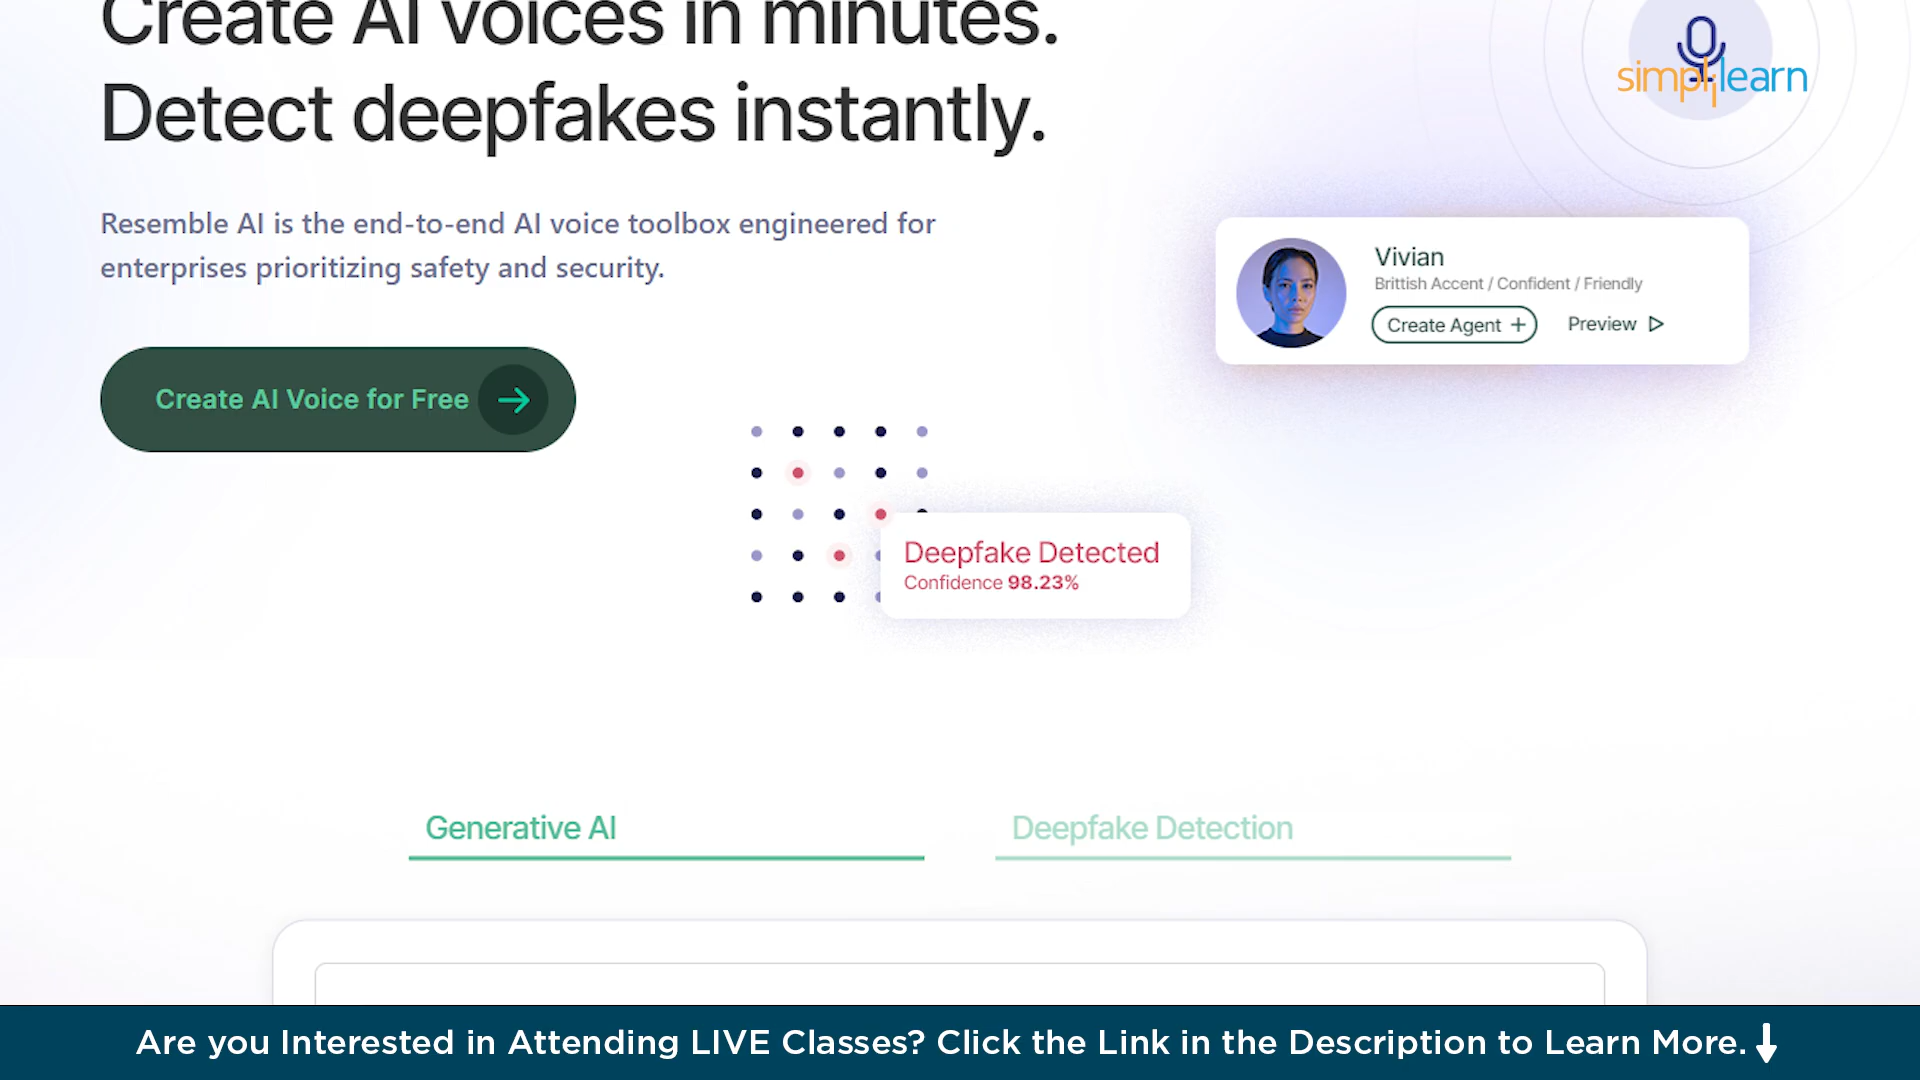 Create AI voices in minutes.
Detect deepfakes instantly.
simplilearn
Resemble AI is the end-to-end AI voice toolbox engineered for
enterprises prioritizing safety and security.
Vivian
Brittish Accent / Confident / Friendly
Create Agent +
Preview
Create AI Voice for Free
Deepfake Detected
Confidence 98.23%
Generative AI
Deepfake Detection
Are you Interested in Attending LIVE Classes? Click the Link in the Description to Learn More.